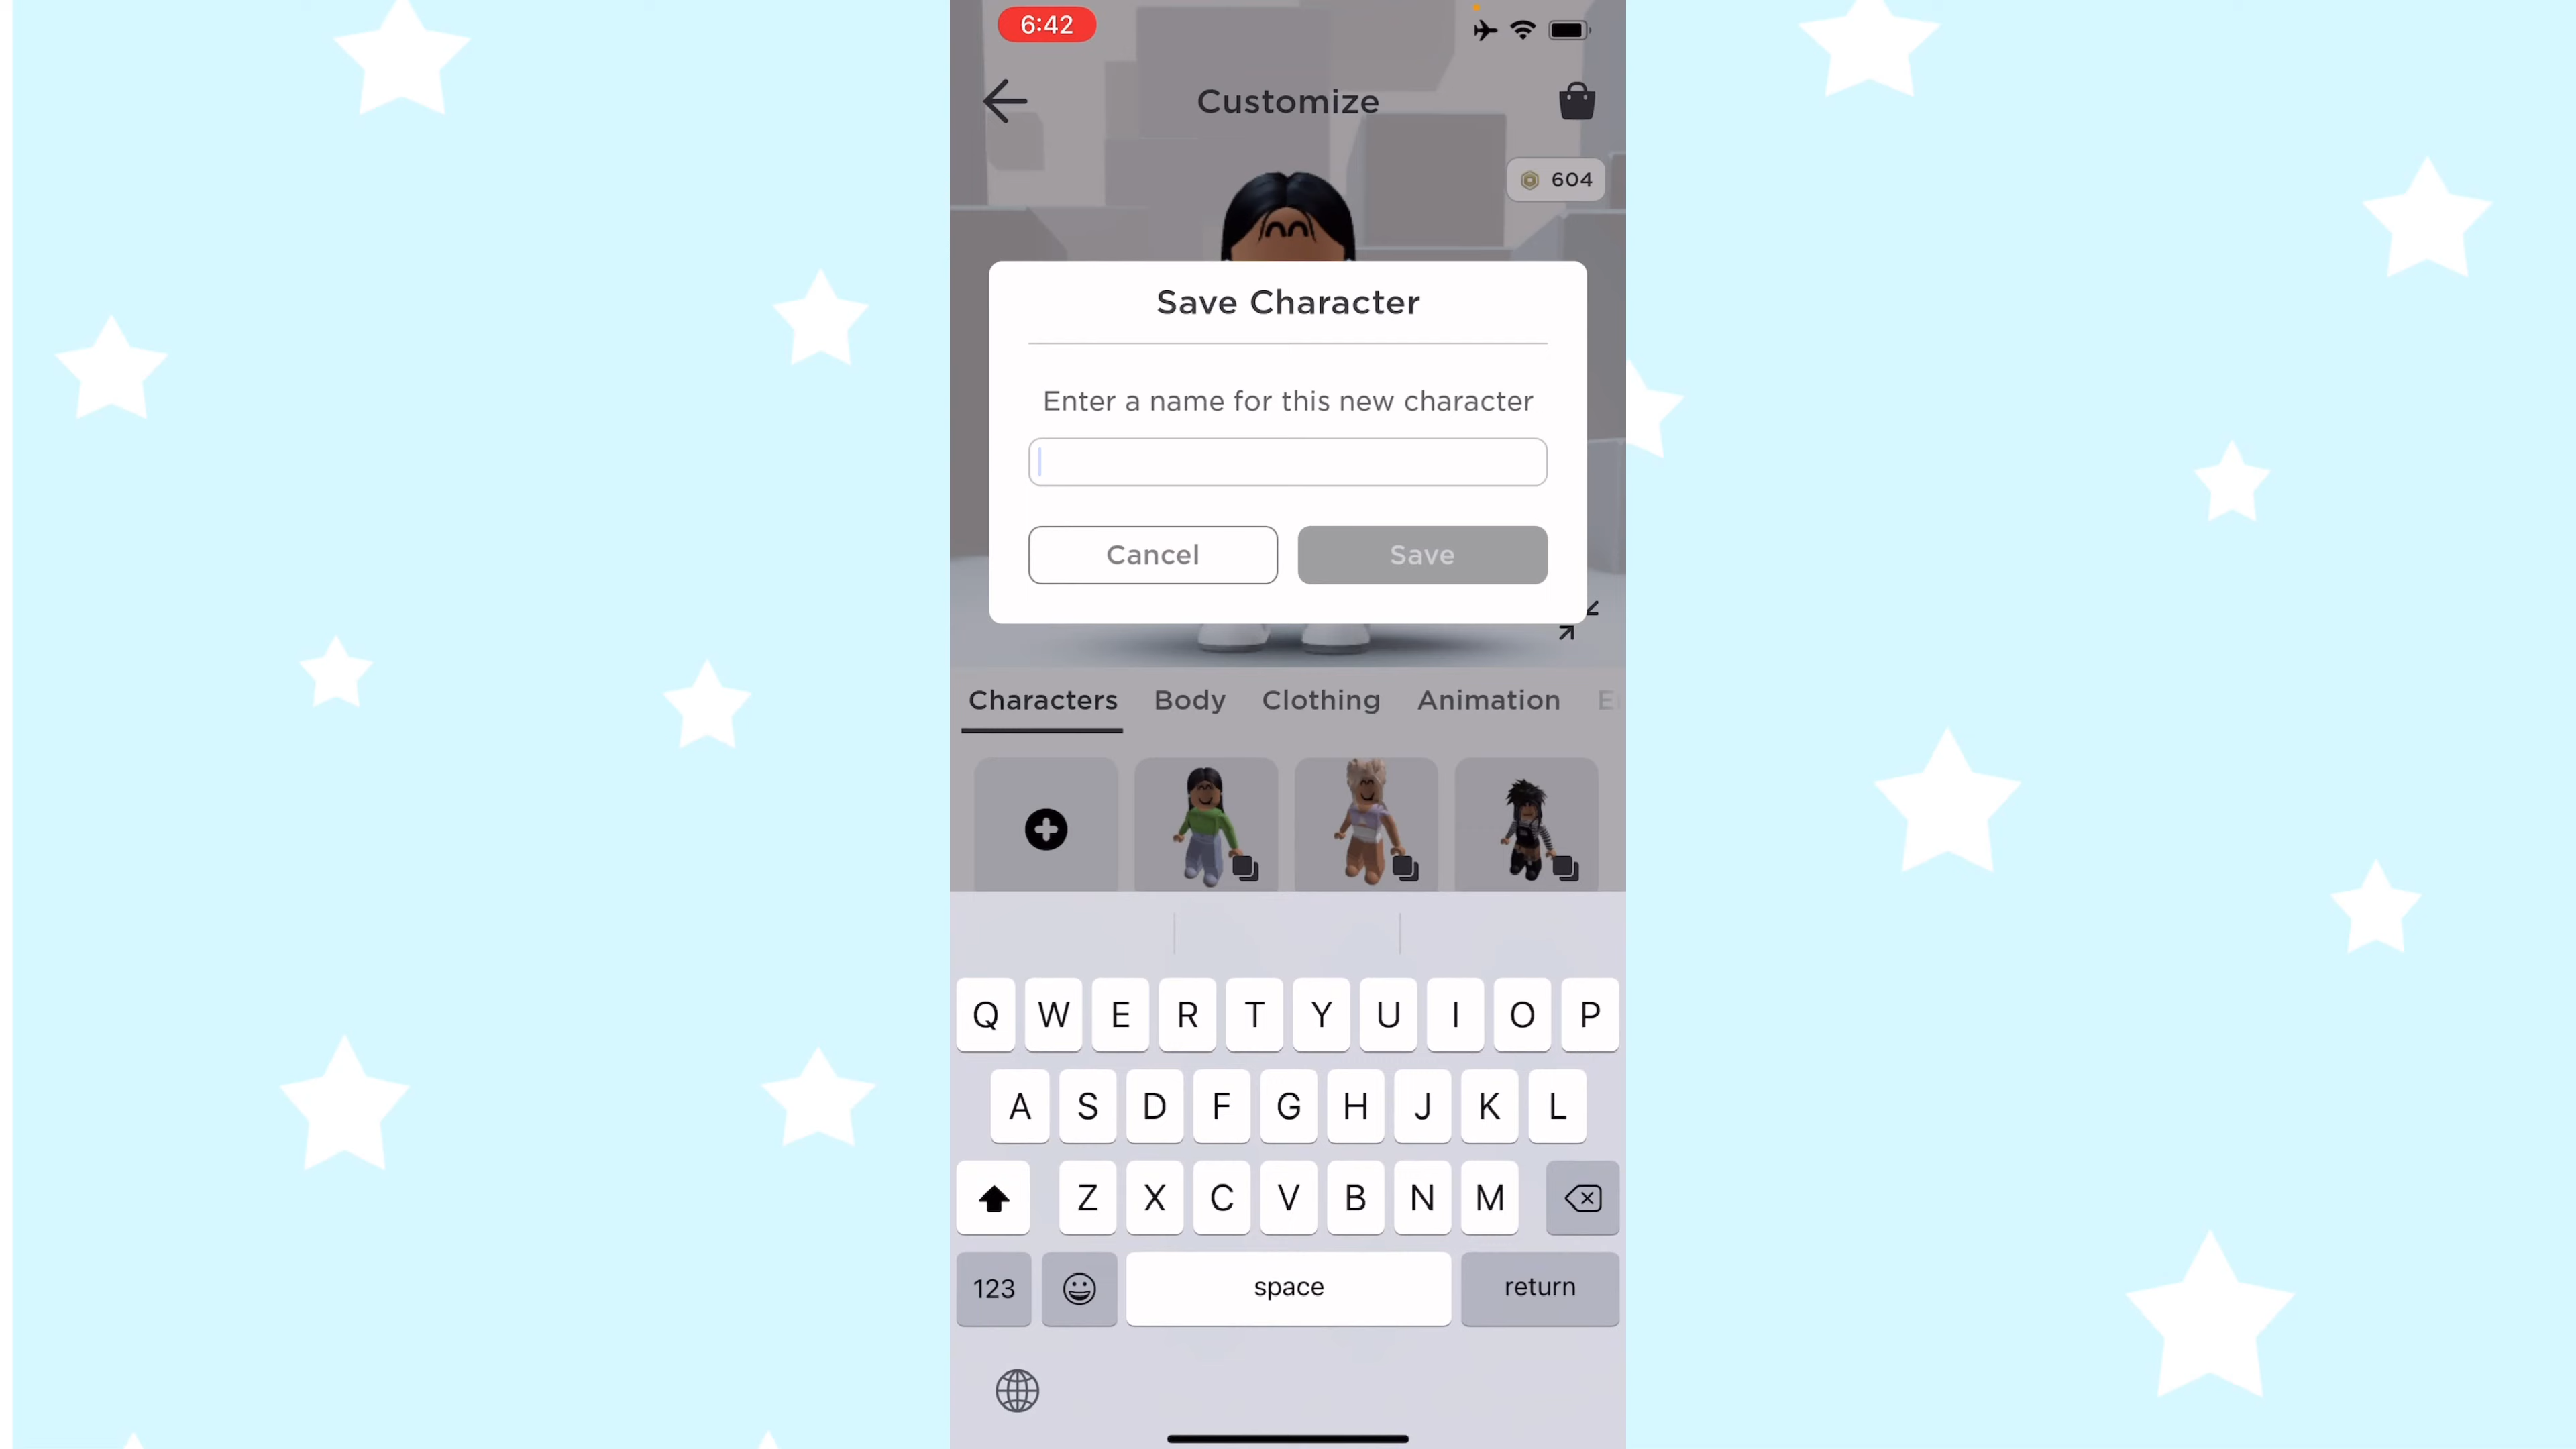 6:42
Customize
604
Save Character
Enter a name for this new character
Cancel
Save
Characters Body Clothing Animation
Q W E R T Y U I O P
A S D F G H J K L
Z X C V B N M
123 space return